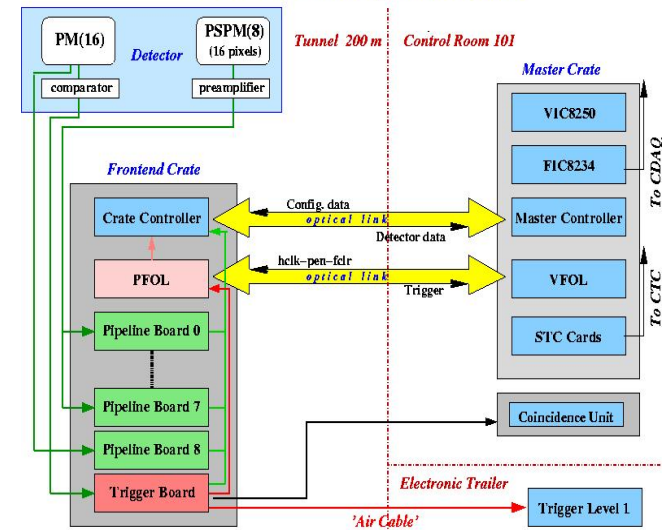 PM(16)
PSPM(8)
(16 pixels)
Detector
comparator
preamplifier
Tunnel 200 m
Control Room 101
Master Crate
VIC8250
FIC8234
To CDAQ
Master Controller
VFOL
STC Cards
To CTC
Frontend Crate
Crate Controller
Config. data
optical link
Detector data
PFOL
hclk-pen-fclr
optical link
Trigger
Pipeline Board 0
Pipeline Board 7
Pipeline Board 8
Trigger Board
Coincidence Unit
Electronic Trailer
'Air Cable'
Trigger Level 1